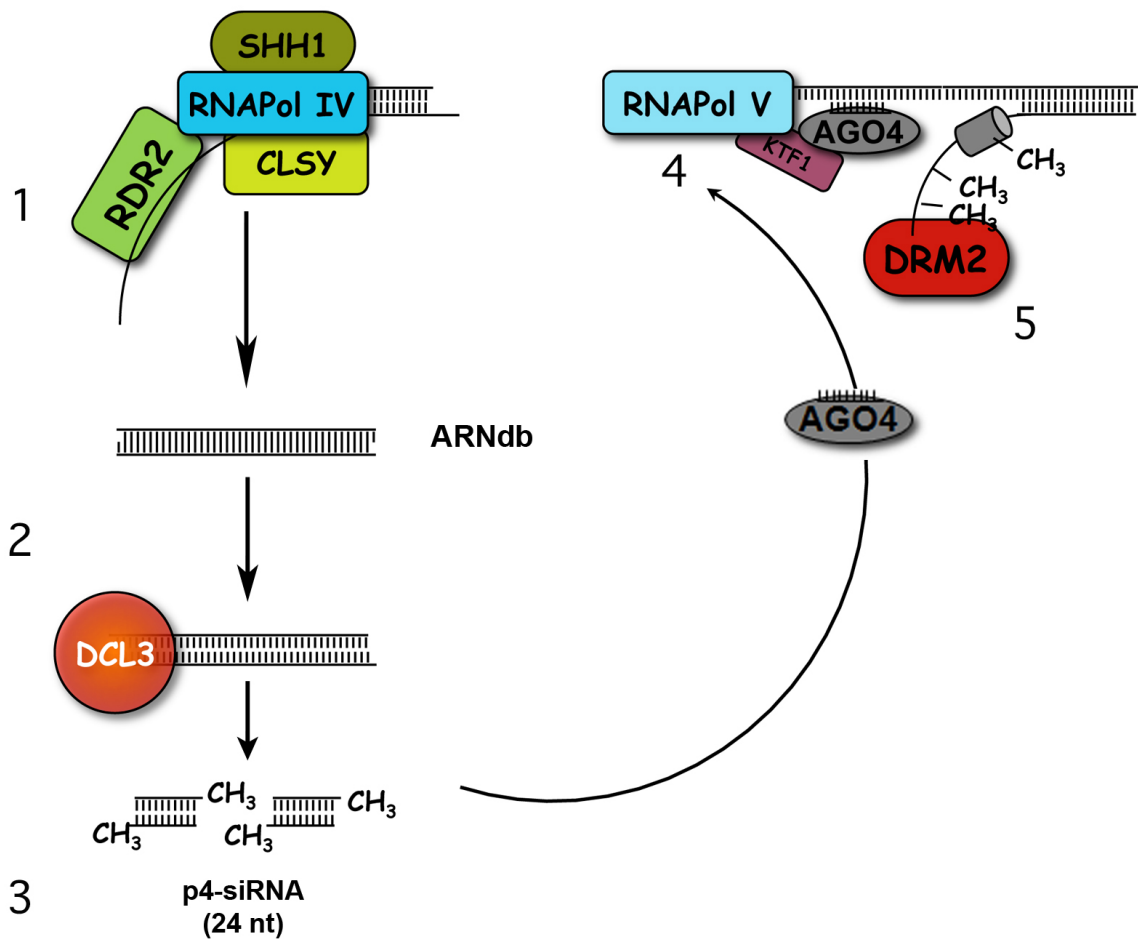 SHH1
RNAPol IV
CLSY
RDR2
1
ARNdb
2
DCL3
CH3
CH3
CH3
CH3
p4-siRNA
(24 nt)
3
RNAPol V
AGO4
KTF1
4
CH3
CH3
CH3
DRM2
5
AGO4